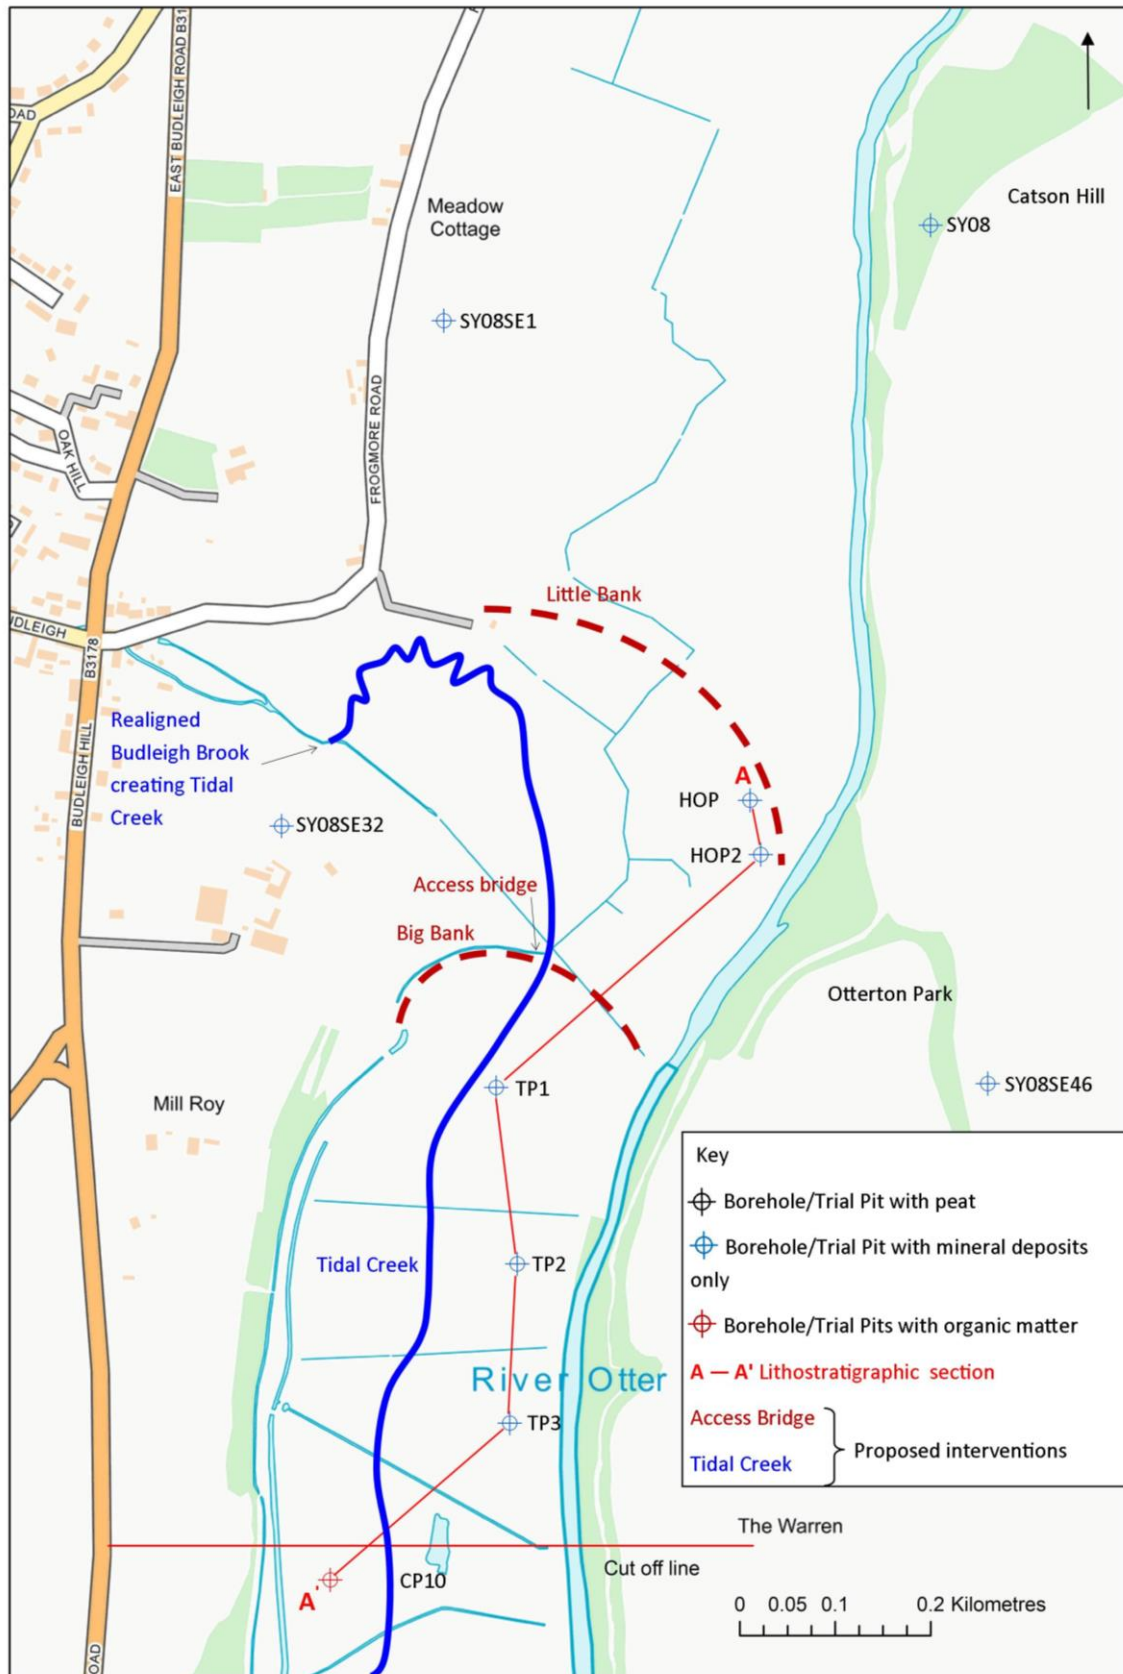 OAD
EAST BUDLEIGH ROAD B31
Catson Hill
SY08
Meadow
Cottage
SY08SE1
FROGMORE ROAD
OAK HILL
Little Bank
UDLEIGH
B3178
Realigned
Budleigh Brook
creating Tidal
Creek
BUDLEIGH HILL
A
HOP
SY08SE32
HOP2
Access bridge
Big Bank
Otterton Park
TP1
SY08SE46
Mill Roy
Key
Borehole/Trial Pit with peat
Borehole/Trial Pit with mineral deposits
only
Borehole/Trial Pits with organic matter
A — A' Lithostratigraphic section
Access Bridge
Tidal Creek
Proposed interventions
Tidal Creek
TP2
River Otter
TP3
The Warren
Cut off line
CP10
A'
0 0.05 0.1 0.2 Kilometres
OAD